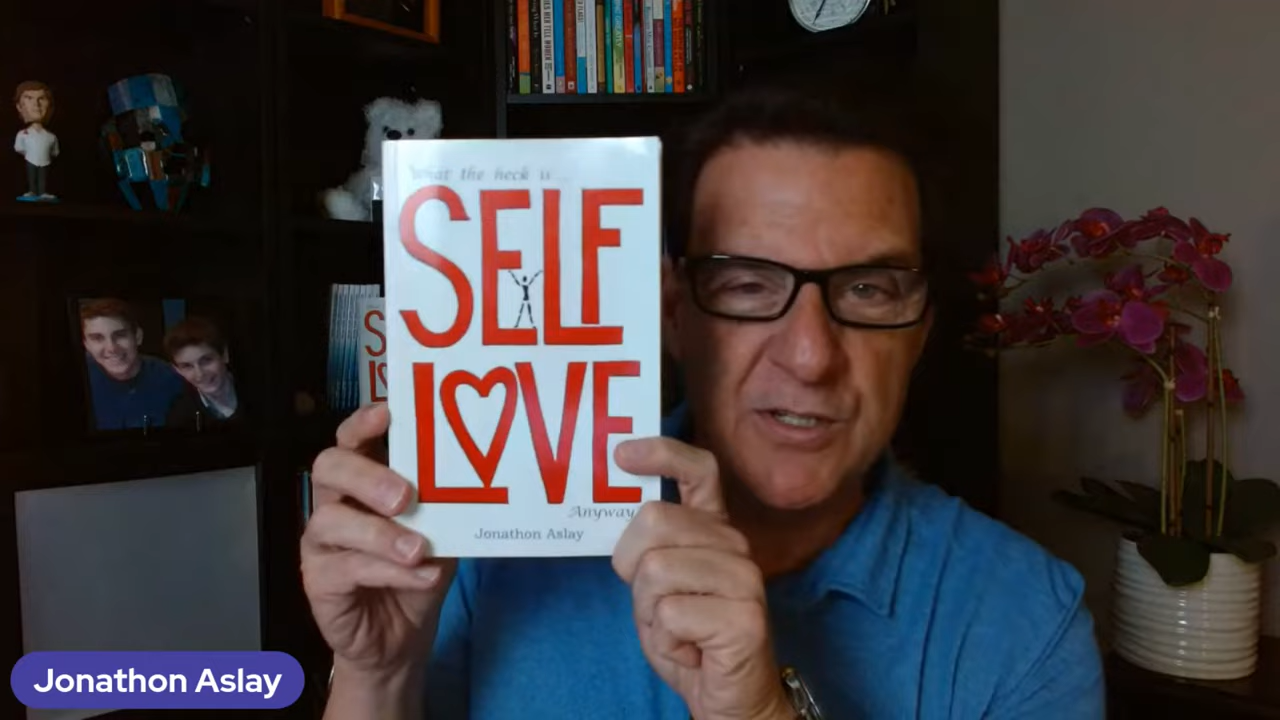 What the heck is...
SELF
LOVE
Anyway
Jonathon Aslay
S
L
Jonathon Aslay